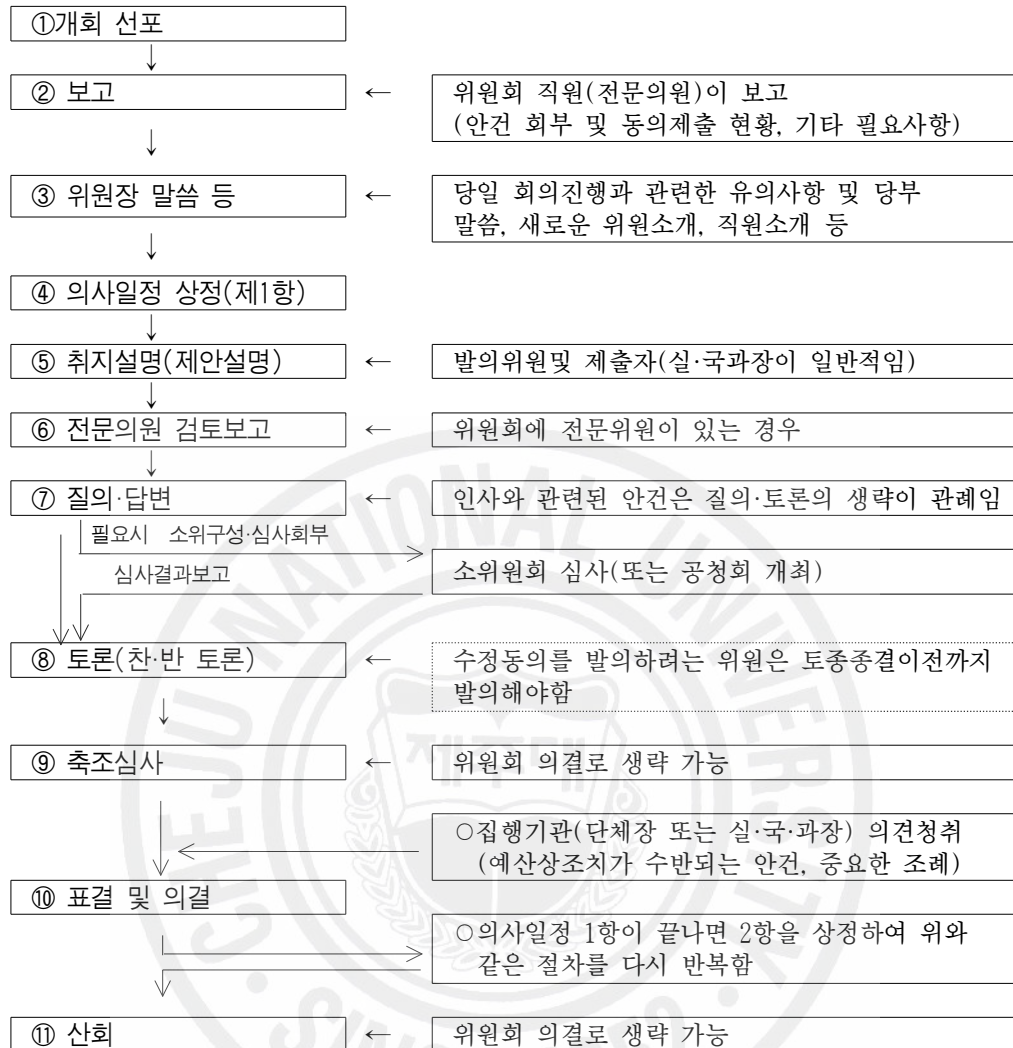 ①개회 선포
② 보고
위원회 직원(전문의원)이 보고
(안건 회부 및 동의제출 현황, 기타 필요사항)
③ 위원장 말씀 등
당일 회의진행과 관련한 유의사항 및 당부
말씀, 새로운 위원소개, 직원소개 등
④ 의사일정 상정(제1항)
⑤ 취지설명(제안설명)
발의위원및 제출자(실·국과장이 일반적임)
⑥ 전문의원 검토보고
위원회에 전문위원이 있는 경우
⑦ 질의·답변
인사와 관련된 안건은 질의·토론의 생략이 관례임
필요시 소위구성·심사회부
심사결과보고
소위원회 심사(또는 공청회 개최)
⑧ 토론(찬·반 토론)
수정동의를 발의하려는 위원은 토종종결이전까지
발의해야함
⑨ 축조심사
위원회 의결로 생략 가능
○집행기관(단체장 또는 실·국·과장) 의견청취
(예산상조치가 수반되는 안건, 중요한 조례)
⑩ 표결 및 의결
○의사일정 1항이 끝나면 2항을 상정하여 위와
같은 절차를 다시 반복함
⑪ 산회
위원회 의결로 생략 가능
CHEJU NATIONAL UNIVERSITY
제주대